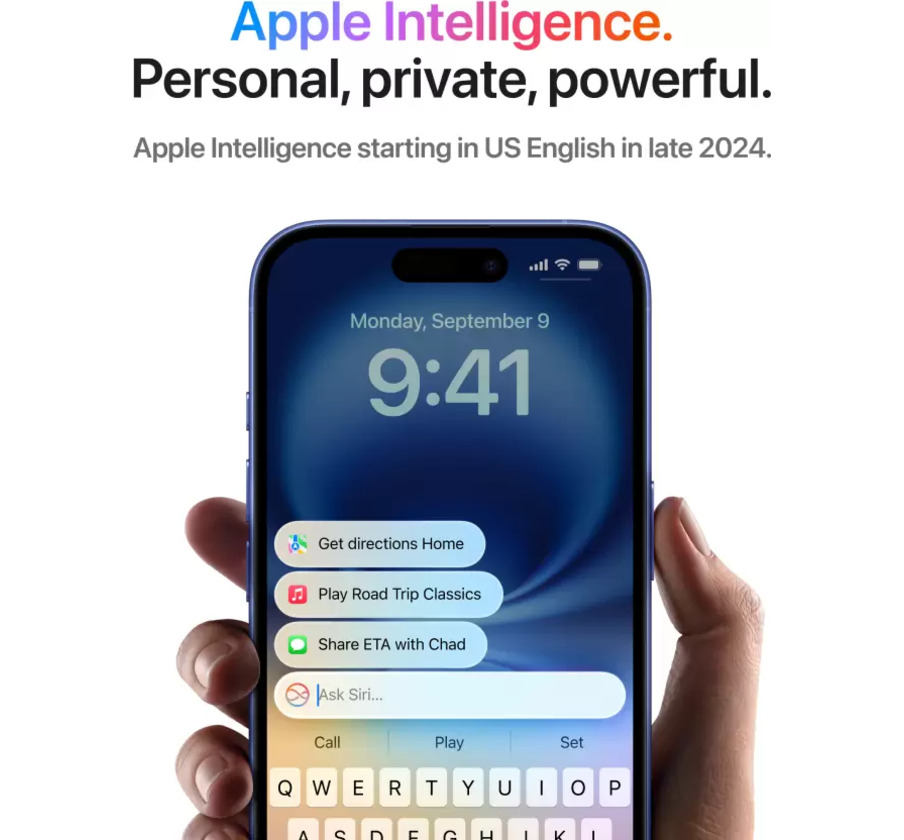 Apple Intelligence.
Personal, private, powerful.
Apple Intelligence starting in US English in late 2024.
Monday, September 9
9:41
Get directions Home
Play Road Trip Classics
Share ETA with Chad
Ask Siri...
Call Play Set
Q W E R T Y U I O P
A S D F G H J K L